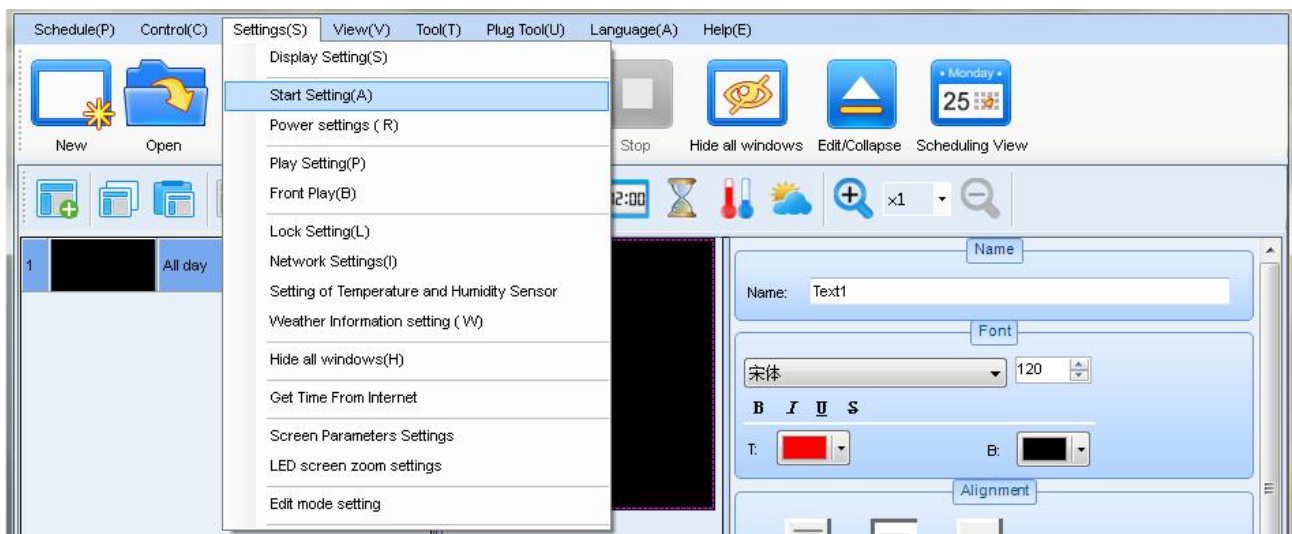 Schedule(P) Control(C) Settings(S) View(V) Tool(T) Plug Tool(U) Language(A) Help(E)
Display Setting(S)
Start Setting(A)
Power settings ( R)
Play Setting(P)
Front Play(B)
Lock Setting(L)
Network Settings(I)
Setting of Temperature and Humidity Sensor
Weather Information setting ( W)
Hide all windows(H)
Get Time From Internet
Screen Parameters Settings
LED screen zoom settings
Edit mode setting
• Monday •
25
New Open Stop Hide all windows Edit/Collapse Scheduling View
12:00 x1
1 All day
Name
Name: Text1
Font
宋体 120
B I U S
T: B:
Alignment